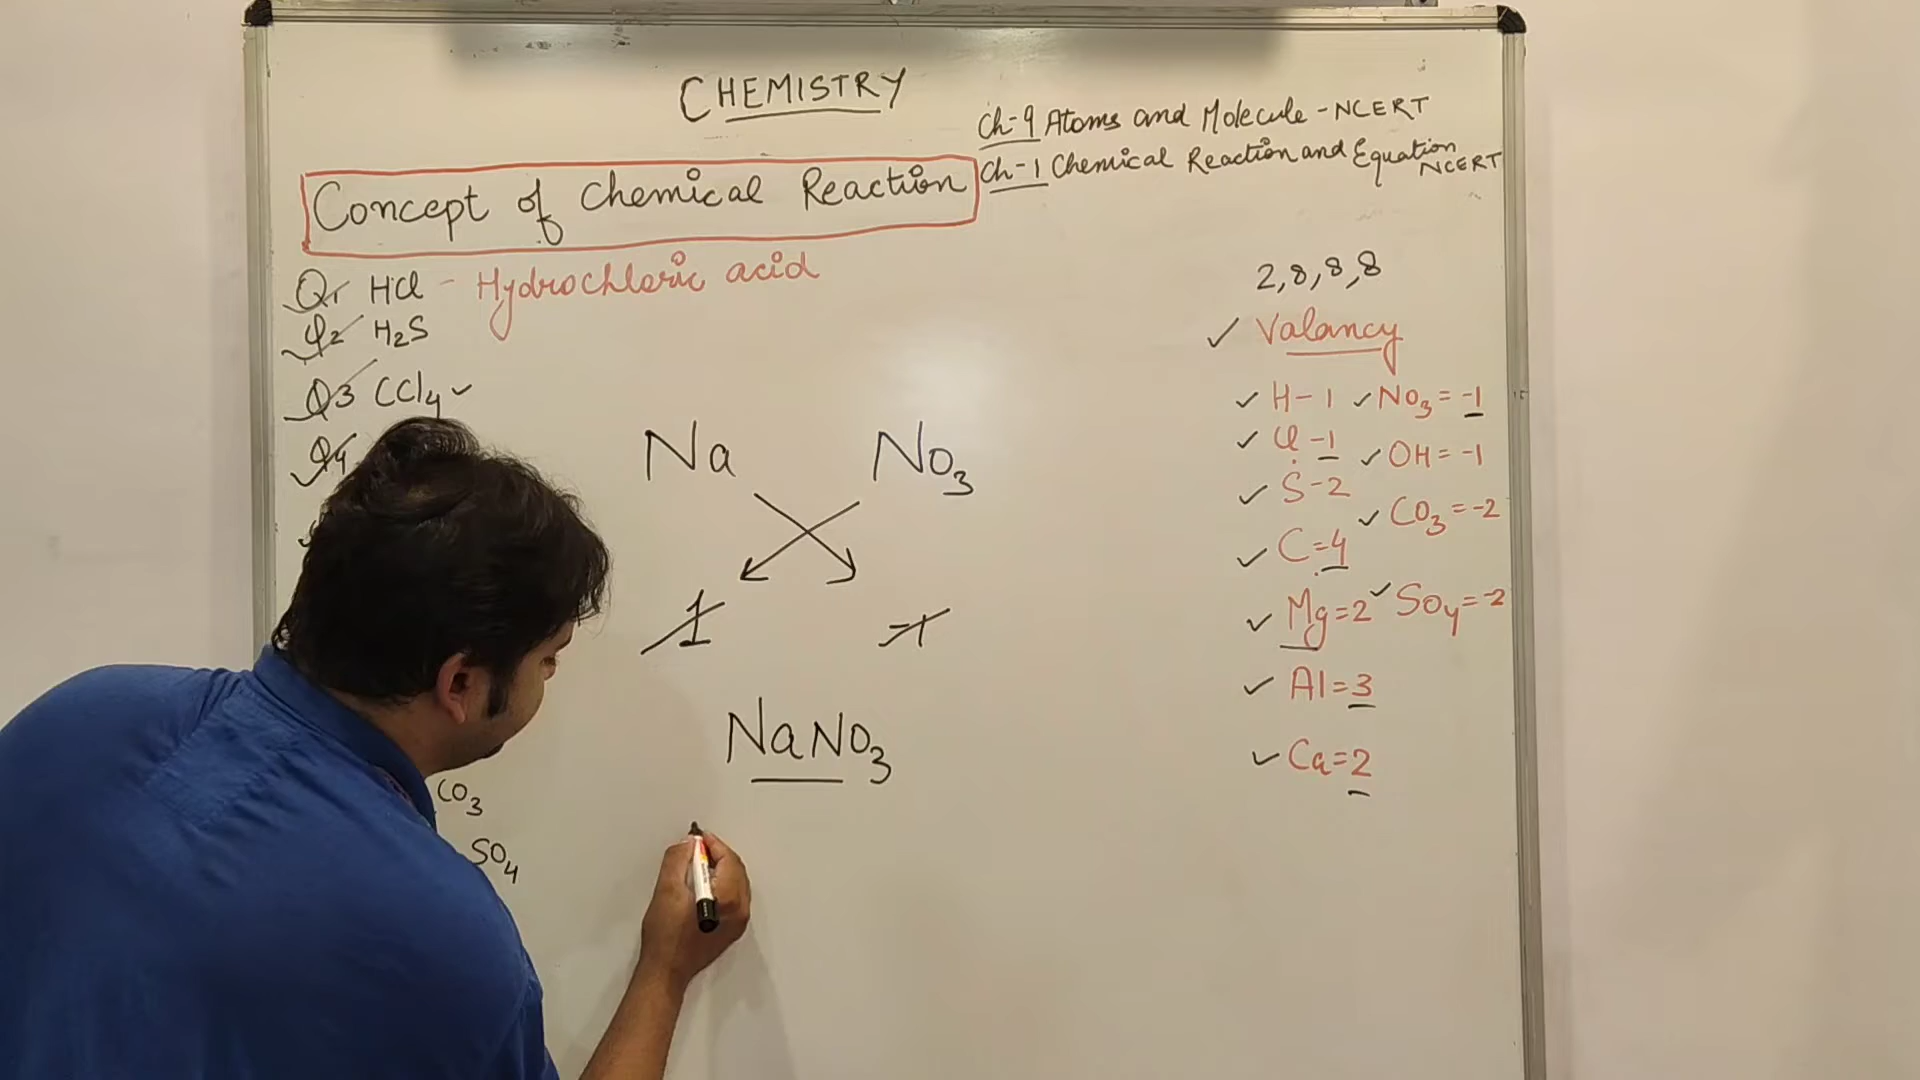 CHEMISTRY
Ch-9 Atoms and Molecule - NCERT
Ch-1 Chemical Reaction and Equation
NCERT
Concept of Chemical Reaction
Q1 HCl - Hydrochloric acid
Q2 H2S
Q3 CCl4 ✓
Q4
CO3
SO4
Na NO3
1 -1
NaNO3
2,8,8,8
✓ Valancy
✓ H-1 ✓ NO3=-1
✓ Cl-1 ✓ OH=-1
✓ S-2 ✓ CO3=-2
✓ C=4
✓ Mg=2 ✓ SO4=-2
✓ Al=3
✓ Ca=2